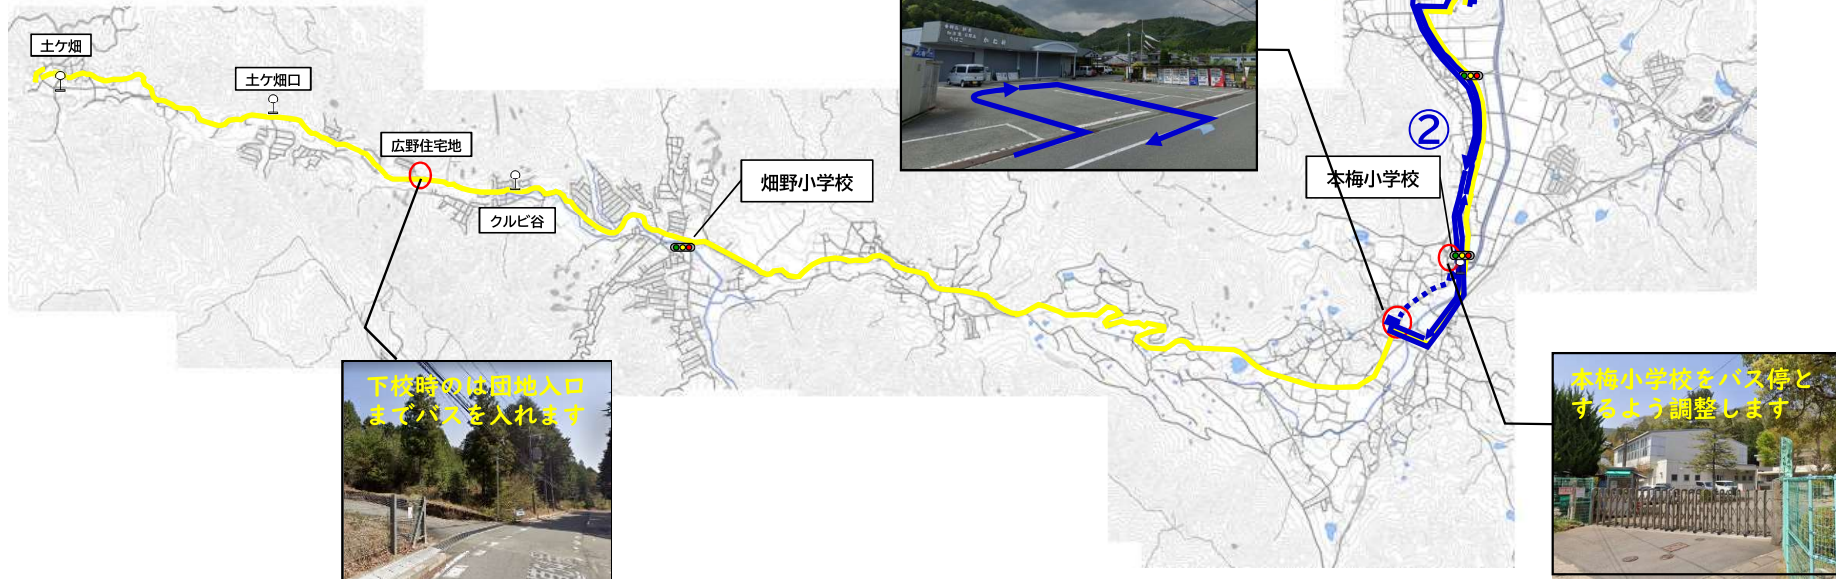 土ケ畑
土ケ畑口
広野住宅地
クルビ谷
畑野小学校
②
本梅小学校
下校時のは団地入口
までバスを入れます
本梅小学校をバス停と
するよう調整します